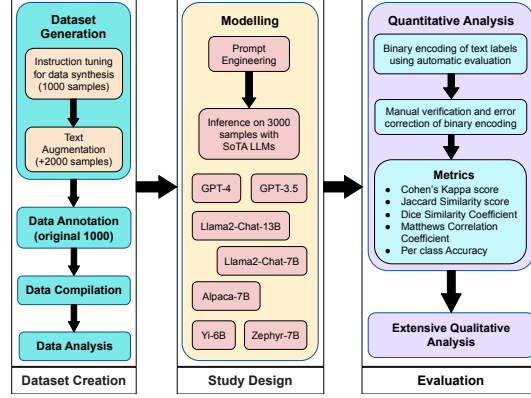 Dataset
Generation
Instruction tuning
for data synthesis
(1000 samples)
Text
Augmentation
(+2000 samples)
Data Annotation
(original 1000)
Data Compilation
Data Analysis
Dataset Creation
Modelling
Prompt
Engineering
Inference on 3000
samples with
SoTA LLMs
GPT-4
GPT-3.5
Llama2-Chat-13B
Llama2-Chat-7B
Alpaca-7B
Yi-6B
Zephyr-7B
Study Design
Quantitative Analysis
Binary encoding of text labels
using automatic evaluation
Manual verification and error
correction of binary encoding
Metrics
● Cohen's Kappa score
● Jaccard Similarity score
● Dice Similarity Coefficient
● Matthews Correlation
Coefficient
● Per class Accuracy
Extensive Qualitative
Analysis
Evaluation